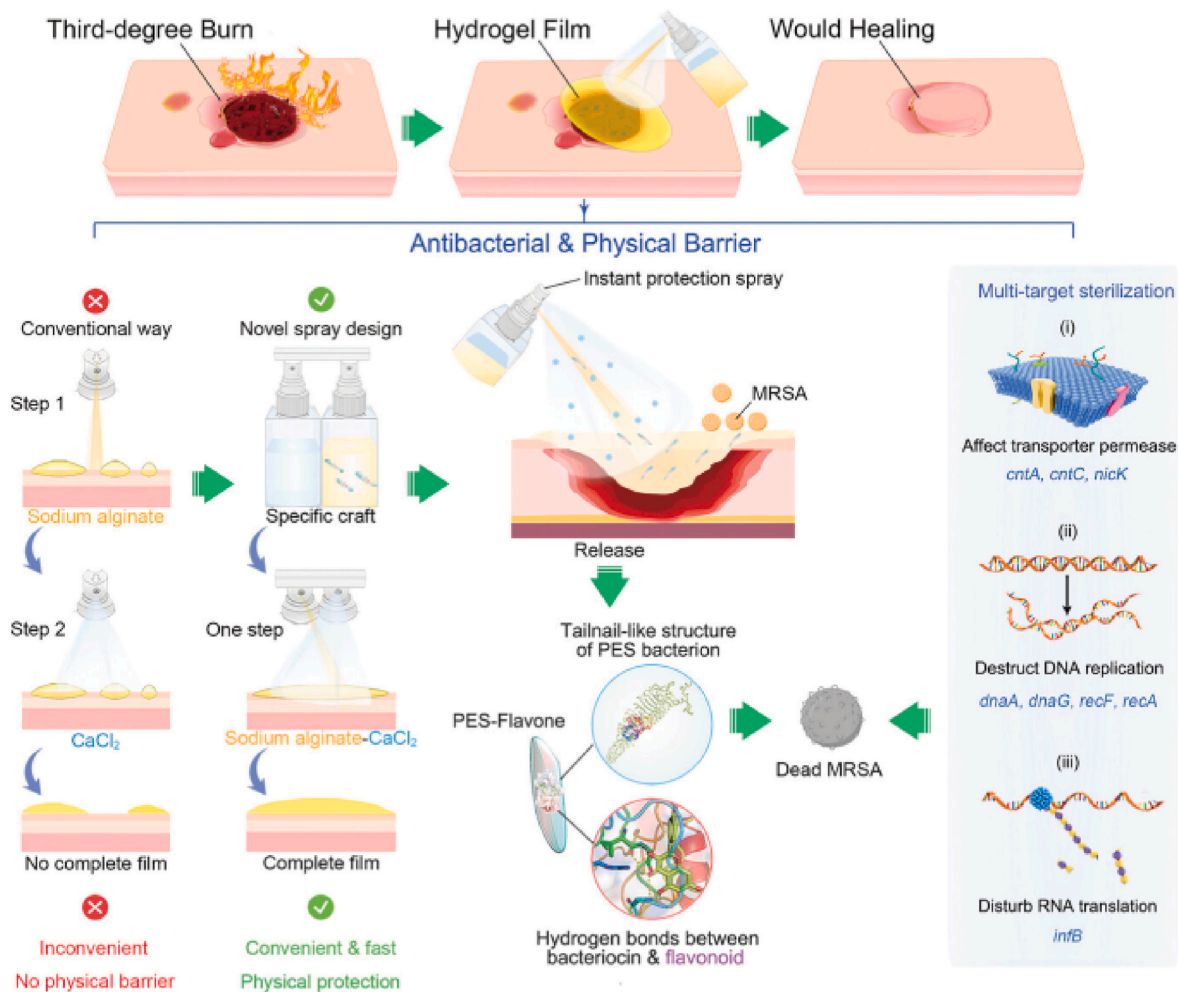 Third-degree Burn
Hydrogel Film
Would Healing
Antibacterial & Physical Barrier
Conventional way
Step 1
Sodium alginate
Step 2
CaCl₂
No complete film
Inconvenient
No physical barrier
Novel spray design
Specific craft
One step
Sodium alginate-CaCl₂
Complete film
Convenient & fast
Physical protection
Instant protection spray
MRSA
Release
Tailnail-like structure
of PES bacterion
PES-Flavone
Dead MRSA
Hydrogen bonds between
bacteriocin & flavonoid
Multi-target sterilization
(i)
Affect transporter permease
cntA, cntC, nicK
(ii)
Destruct DNA replication
dnaA, dnaG, recF, recA
(iii)
Disturb RNA translation
infB